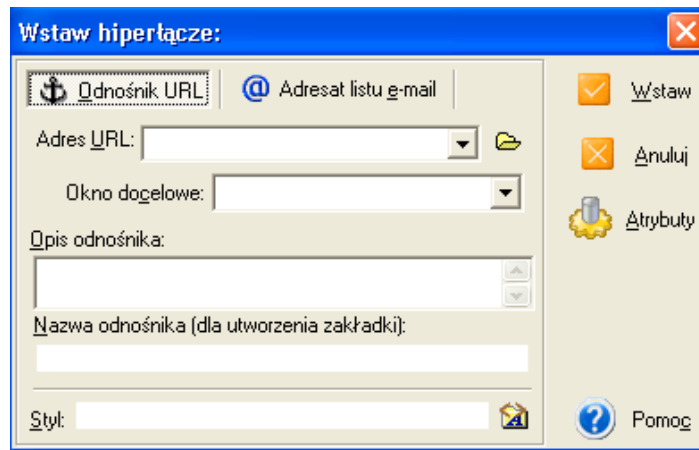 Wstaw hiperłącze:
Odnośnik URL
@ Adresat listu e-mail
Wstaw
Adres URL:
Anuluj
Okno docelowe:
Atrybuty
Opis odnośnika:
Nazwa odnośnika (dla utworzenia zakładki):
Styl:
Pomoc